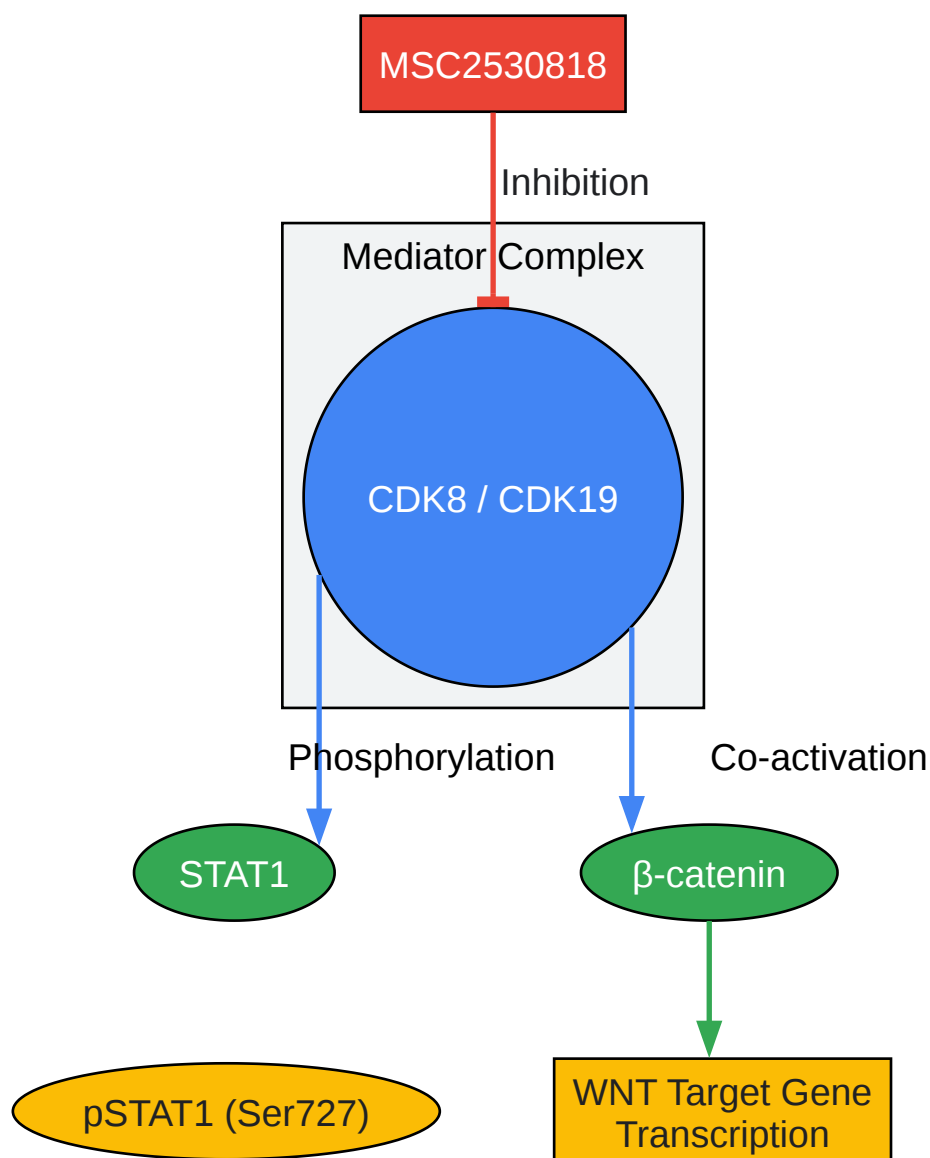 MSC2530818
Inhibition
Mediator Complex
CDK8 / CDK19
Phosphorylation
Co-activation
STAT1
β-catenin
pSTAT1 (Ser727)
WNT Target Gene
Transcription